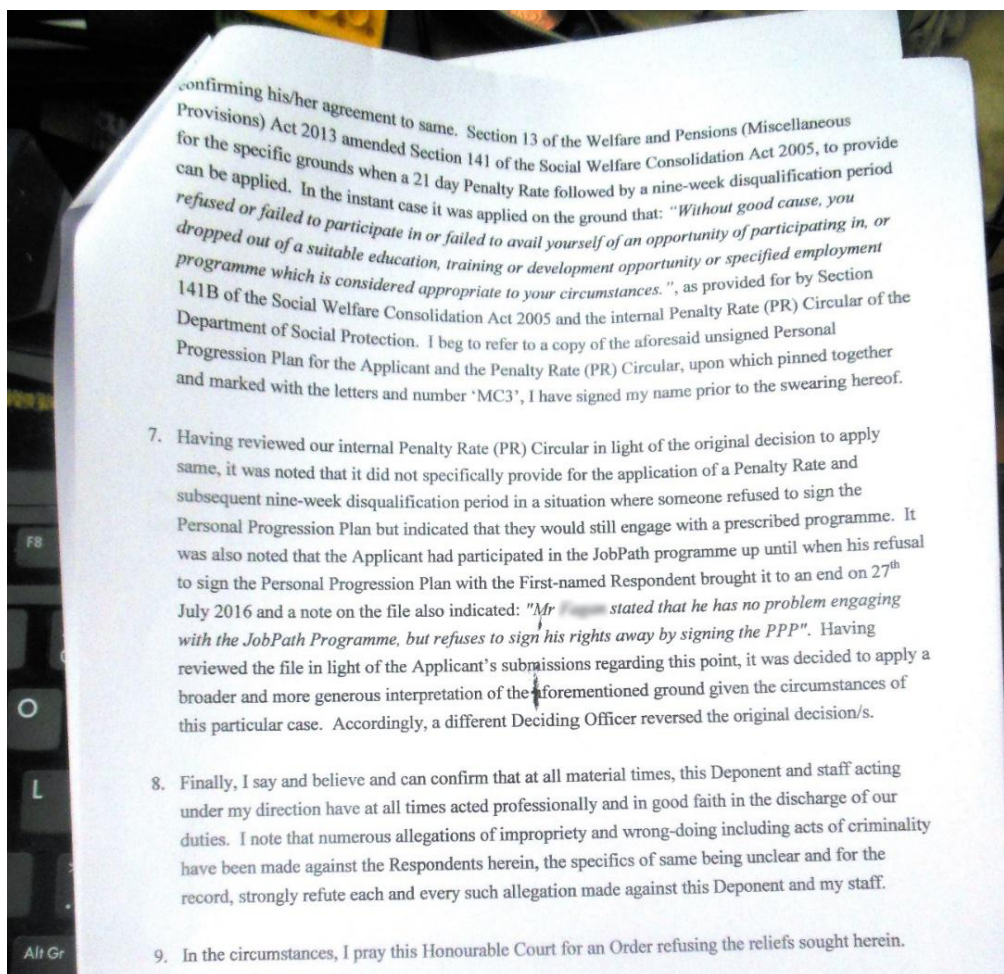 confirming his/her agreement to same. Section 13 of the Welfare and Pensions (Miscellaneous
Provisions) Act 2013 amended Section 141 of the Social Welfare Consolidation Act 2005, to provide
for the specific grounds when a 21 day Penalty Rate followed by a nine-week disqualification period
can be applied. In the instant case it was applied on the ground that: "Without good cause, you
refused or failed to participate in or failed to avail yourself of an opportunity of participating in, or
dropped out of a suitable education, training or development opportunity or specified employment
programme which is considered appropriate to your circumstances.", as provided for by Section
141B of the Social Welfare Consolidation Act 2005 and the internal Penalty Rate (PR) Circular of the
Department of Social Protection. I beg to refer to a copy of the aforesaid unsigned Personal
Progression Plan for the Applicant and the Penalty Rate (PR) Circular, upon which pinned together
and marked with the letters and number 'MC3', I have signed my name prior to the swearing hereof.
7. Having reviewed our internal Penalty Rate (PR) Circular in light of the original decision to apply
same, it was noted that it did not specifically provide for the application of a Penalty Rate and
subsequent nine-week disqualification period in a situation where someone refused to sign the
Personal Progression Plan but indicated that they would still engage with a prescribed programme. It
was also noted that the Applicant had participated in the JobPath programme up until when his refusal
to sign the Personal Progression Plan with the First-named Respondent brought it to an end on 27th
July 2016 and a note on the file also indicated: "Mr stated that he has no problem engaging
with the JobPath Programme, but refuses to sign his rights away by signing the PPP". Having
reviewed the file in light of the Applicant's submissions regarding this point, it was decided to apply a
broader and more generous interpretation of the aforementioned ground given the circumstances of
this particular case. Accordingly, a different Deciding Officer reversed the original decision/s.
8. Finally, I say and believe and can confirm that at all material times, this Deponent and staff acting
under my direction have at all times acted professionally and in good faith in the discharge of our
duties. I note that numerous allegations of impropriety and wrong-doing including acts of criminality
have been made against the Respondents herein, the specifics of same being unclear and for the
record, strongly refute each and every such allegation made against this Deponent and my staff.
9. In the circumstances, I pray this Honourable Court for an Order refusing the reliefs sought herein.
F8
O
L
Alt Gr